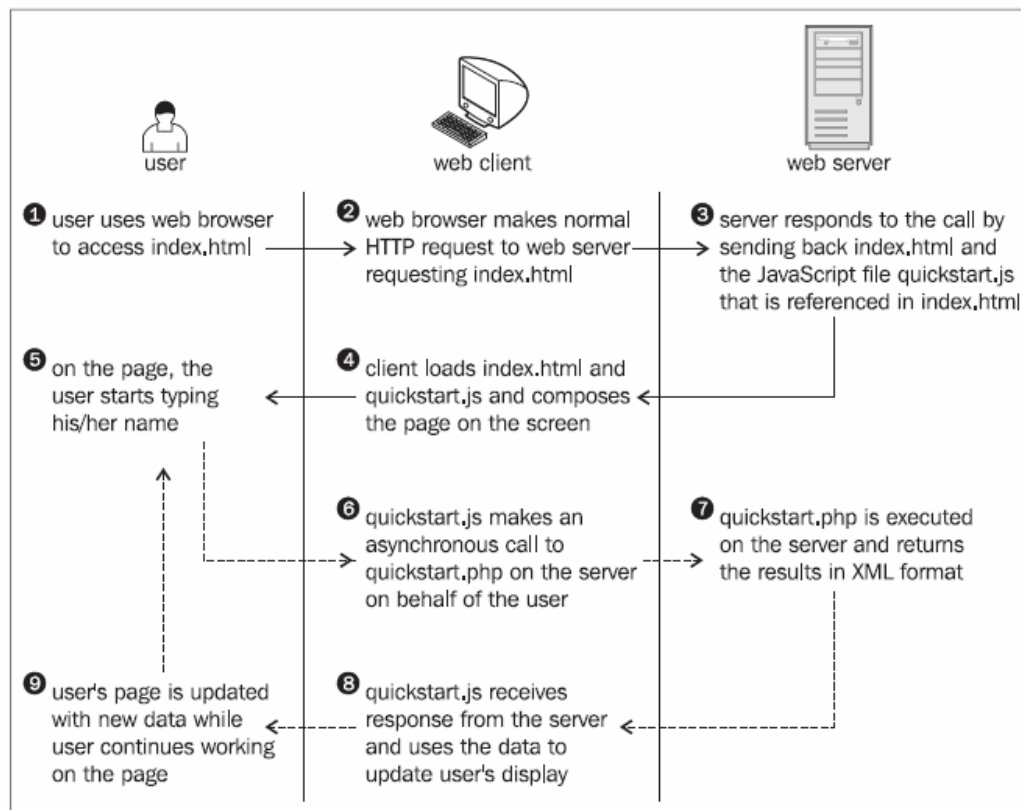 user
web client
web server
1 user uses web browser
to access index.html
2 web browser makes normal
HTTP request to web server
requesting index.html
3 server responds to the call by
sending back index.html and
the JavaScript file quickstart.js
that is referenced in index.html
5 on the page, the
user starts typing
his/her name
4 client loads index.html and
quickstart.js and composes
the page on the screen
6 quickstart.js makes an
asynchronous call to
quickstart.php on the server
on behalf of the user
7 quickstart.php is executed
on the server and returns
the results in XML format
9 user's page is updated
with new data while
user continues working
on the page
8 quickstart.js receives
response from the server
and uses the data to
update user's display